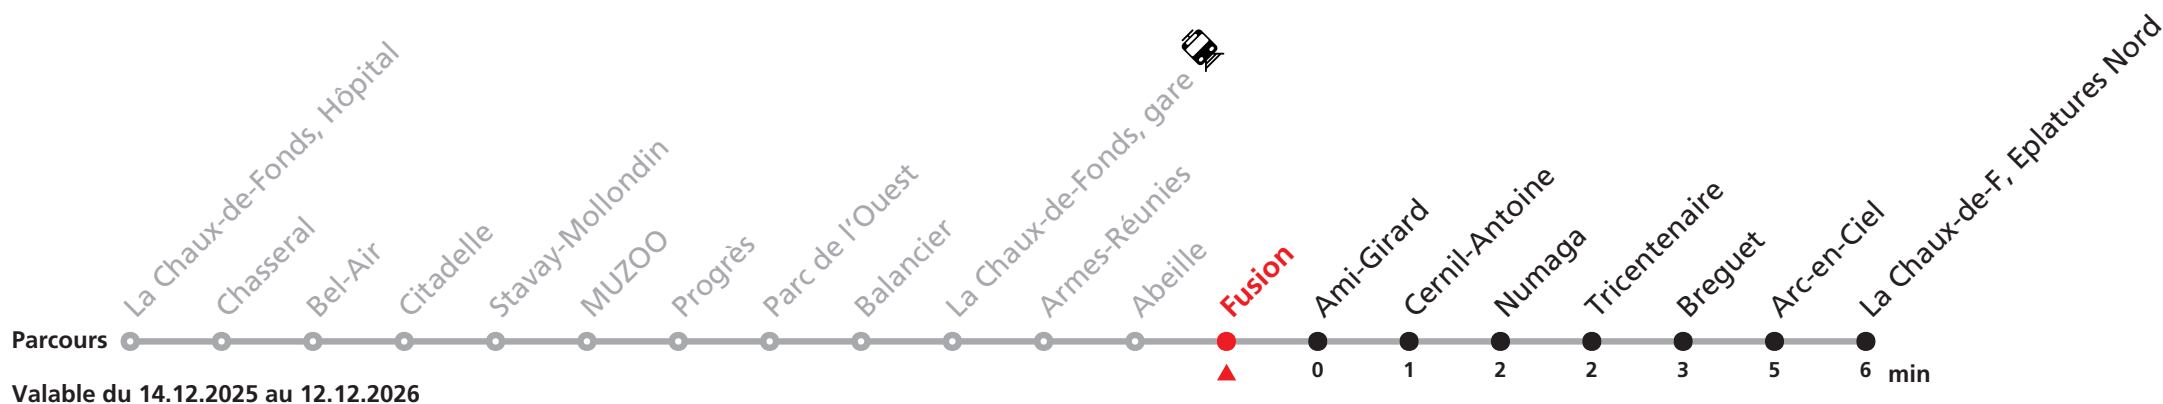 La Chaux-de-Fonds, Hôpital
Chasseral
Bel-Air
Citadelle
Stavay-Mollondin
MUZOO
Progrès
Parc de l'Ouest
Balancier
La Chaux-de-Fonds, gare
Armes-Réunies
Abeille
Fusion
Ami-Girard
Cernil-Antoine
Numaga
Tricentenaire
Breguet
Arc-en-Ciel
La Chaux-de-F, Eplatures Nord
Parcours
0 1 2 2 3 5 6 min
Valable du 14.12.2025 au 12.12.2026